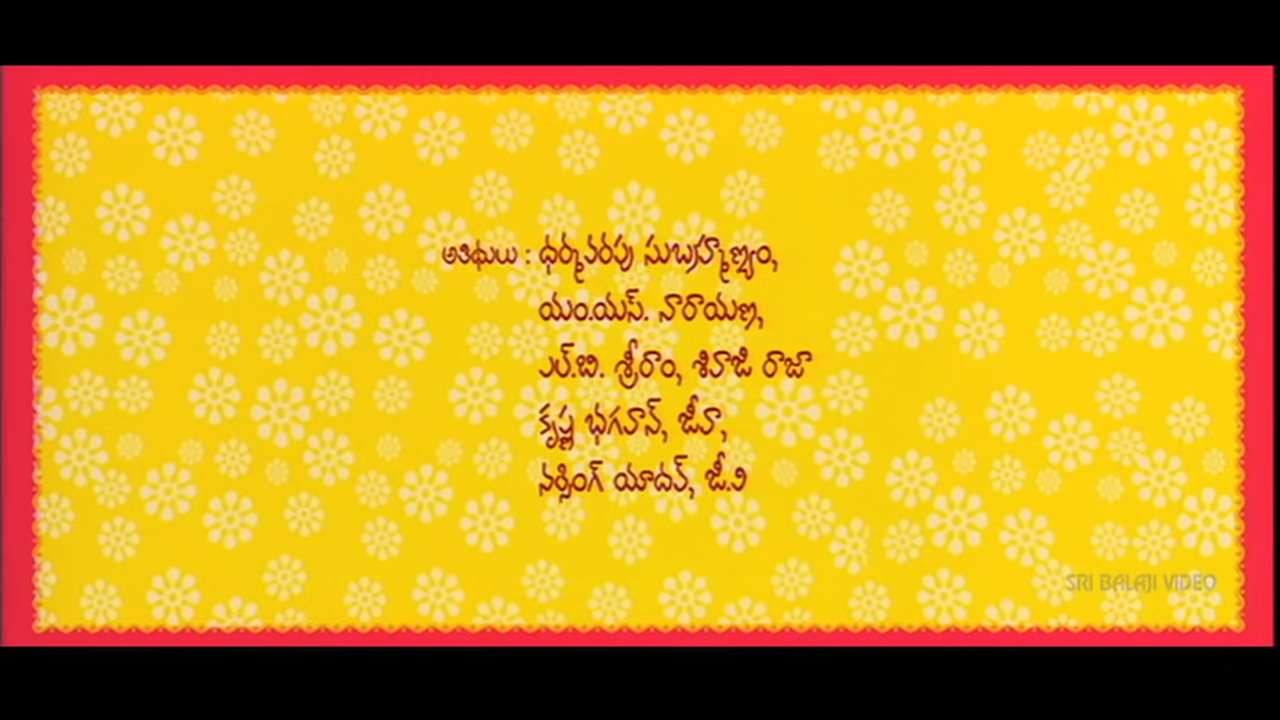 అతిథులు : ధర్మవరపు సుబ్రహ్మణ్యం,
యం.యస్. నారాయణ,
ఎల్.బి. శ్రీరాం, శివాజీ రాజా
కృష్ణ భగవాన్, జీవా,
నర్సింగ్ యాదవ్, జీ.వి
SRI BALAJI VIDEO